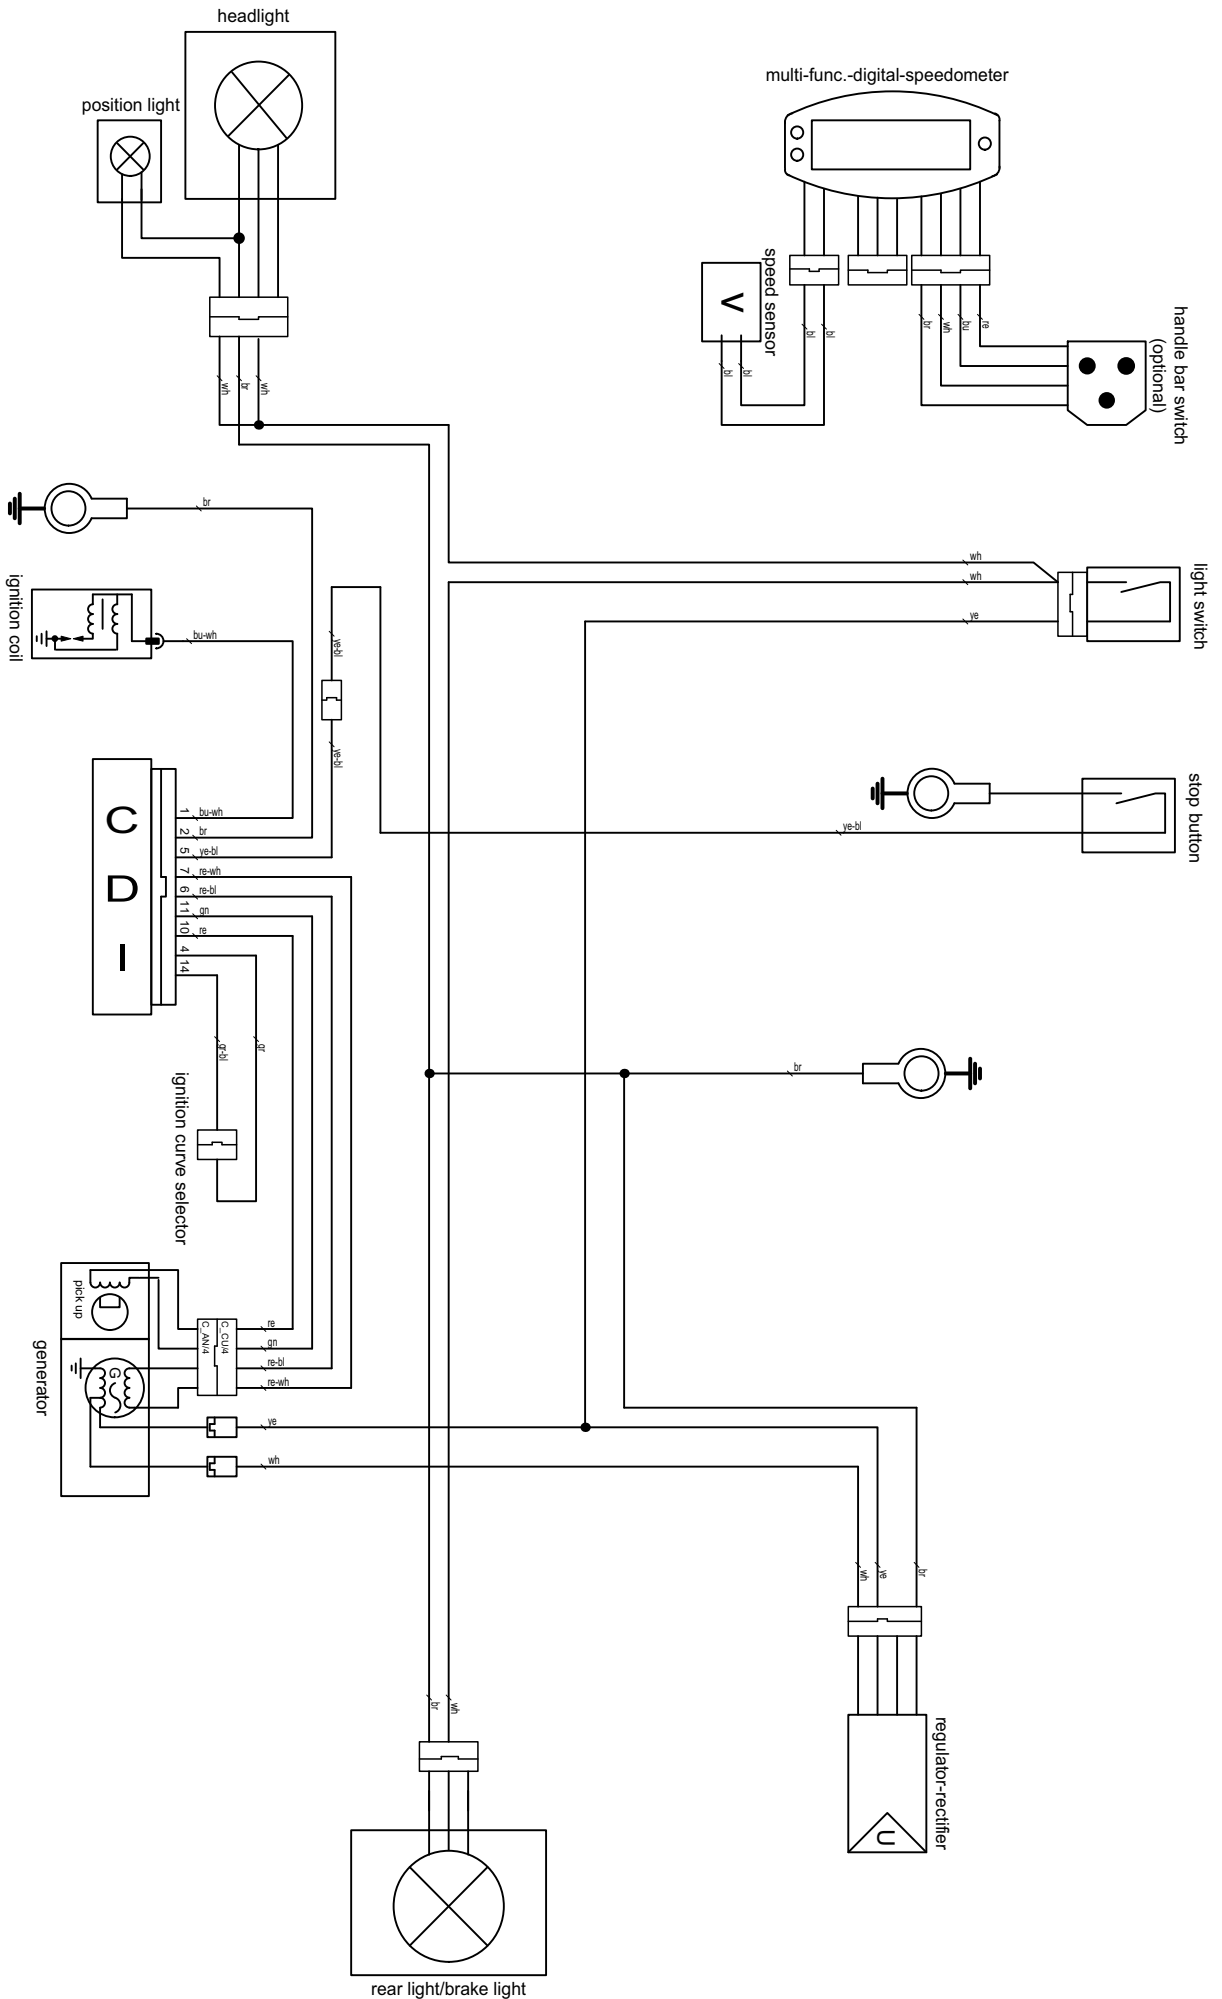 headlight
position light
multi-func.-digital-speedometer
speed sensor
V
handle bar switch
(optional)
bl
bl
br
wh
bu
re
bl
bl
wh
br
wh
br
wh
wh
ye
light switch
ignition coil
bu-wh
ye-bl
ye-bl
stop button
ye-bl
C
D
I
1 bu-wh
2 br
5 ye-bl
7 re-wh
6 re-bl
11 gn
10 re
4
14
gr-bl
gr
br
ignition curve selector
pick up
generator
G
C_AN/4
C_CU/4
re
gn
re-bl
re-wh
ye
wh
wh
ye
br
regulator-rectifier
U
br
wh
rear light/brake light